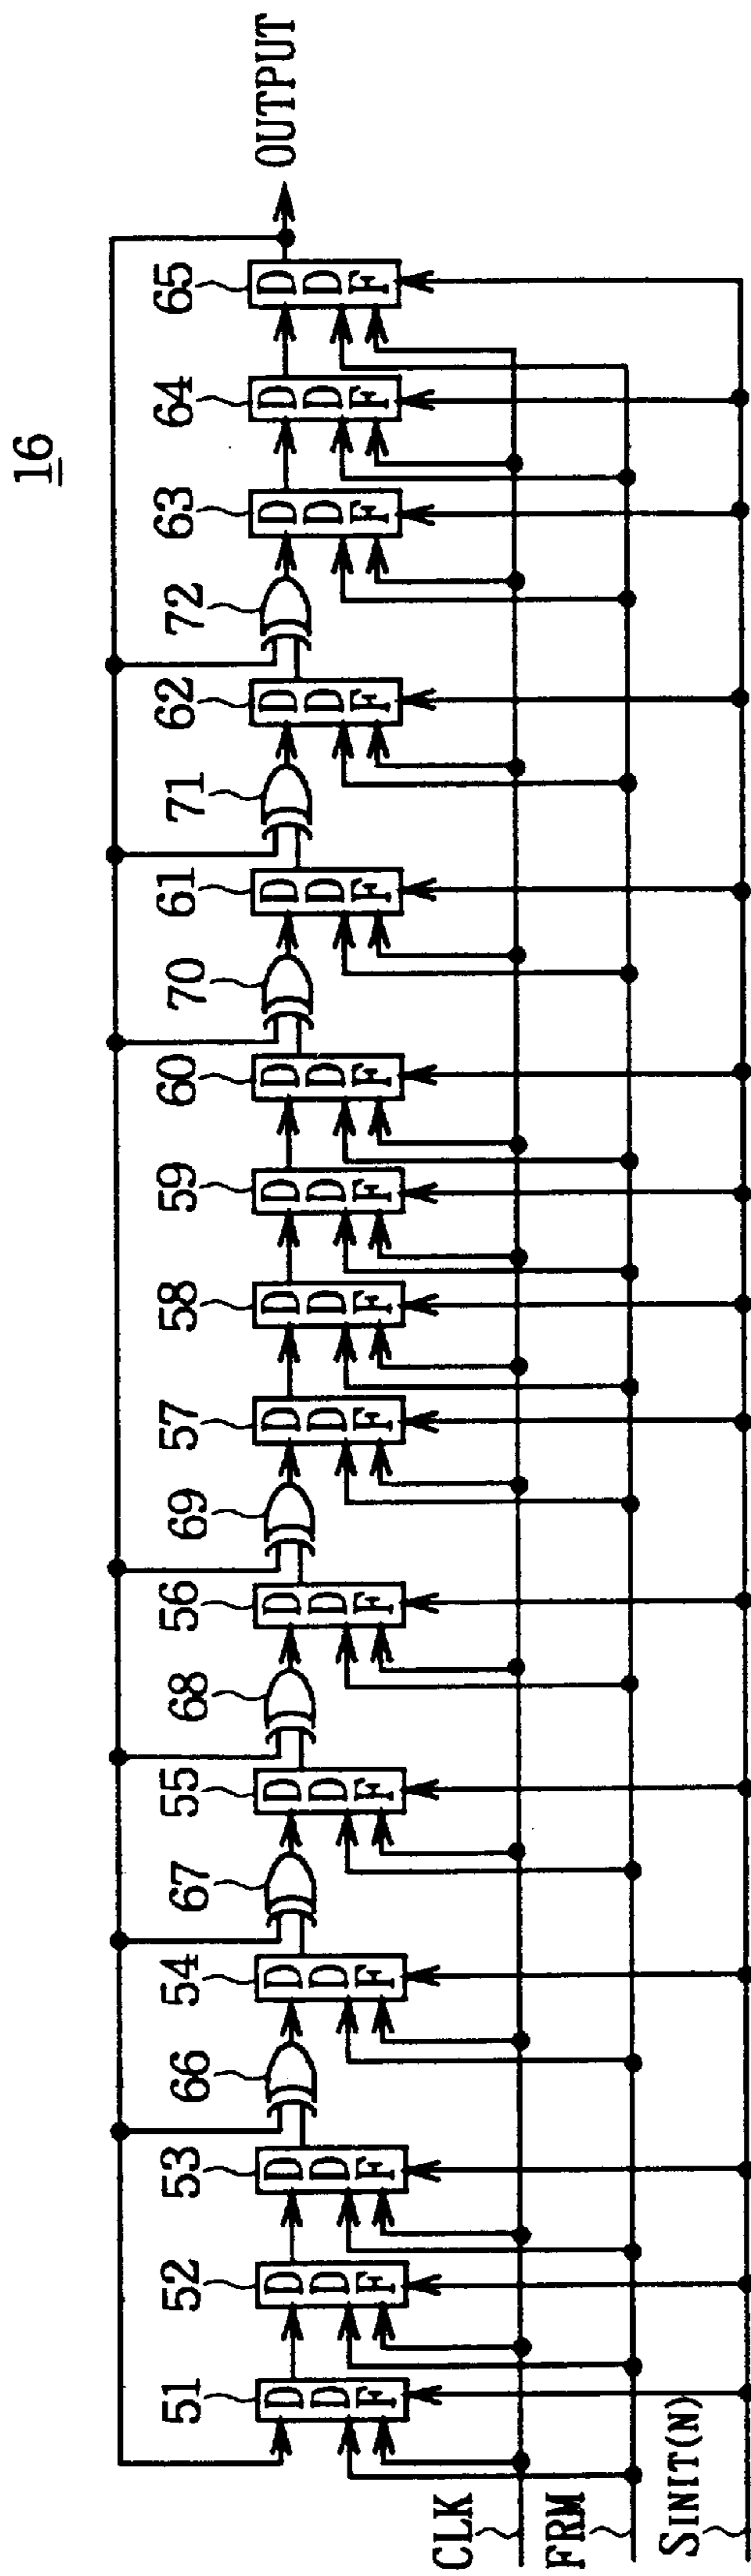 16
OUTPUT
51 52 53 66 54 67 55 68 56 69 57 58 59 60 70 61 71 62 72 63 64 65
DDF DDF DDF DDF DDF DDF DDF DDF DDF DDF DDF DDF DDF DDF DDF
CLK
FRM
SINIT(N)